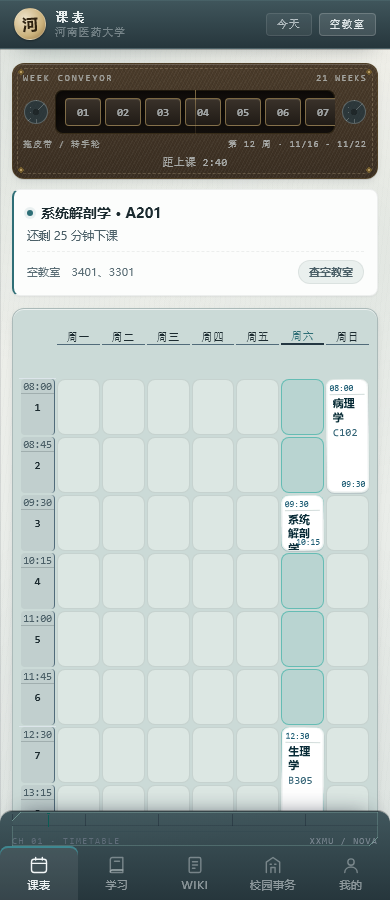 河
课表
河南医药大学
今天
空教室
WEEK CONVEYOR
21 WEEKS
01 02 03 04 05 06 07
拖皮带 / 转手轮
第 12 周 · 11/16 - 11/22
距上课 2:40
系统解剖学 • A201
还剩 25 分钟下课
空教室 3401、3301
查空教室
周一 周二 周三 周四 周五 周六 周日
08:00
1
08:45
2
09:30
3
10:15
4
11:00
5
11:45
6
12:30
7
13:15
08:00
病理学
C102
09:30
09:30
系统解剖学
10:15
12:30
生理学
B305
CH 01 · TIMETABLE
XXMU / NOVA
课表
学习
WIKI
校园事务
我的